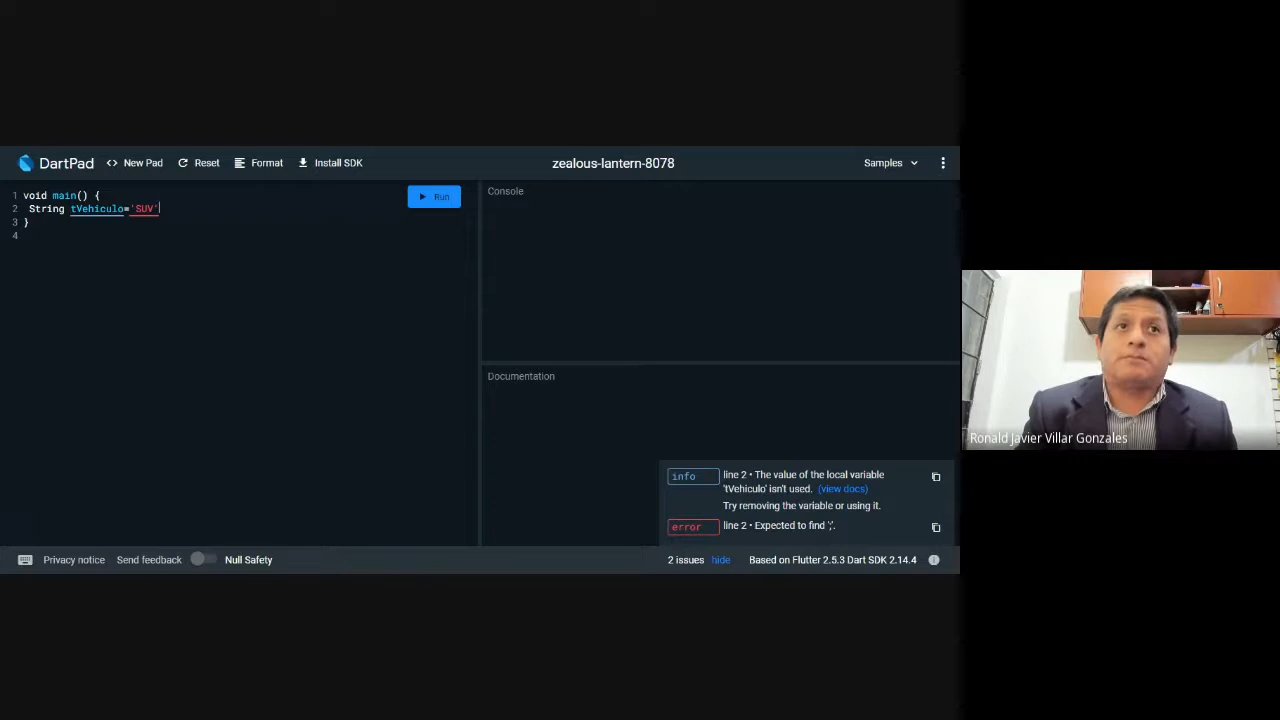 DartPad
<> New Pad
Reset
Format
Install SDK
zealous-lantern-8078
Samples
1 void main() {
2 String tVehiculo='SUV'
3 }
4
Run
Console
Documentation
info
line 2 • The value of the local variable
'tVehiculo' isn't used. (view docs)
Try removing the variable or using it.
error
line 2 • Expected to find ';'.
Ronald Javier Villar Gonzales
Privacy notice
Send feedback
Null Safety
2 issues
hide
Based on Flutter 2.5.3 Dart SDK 2.14.4